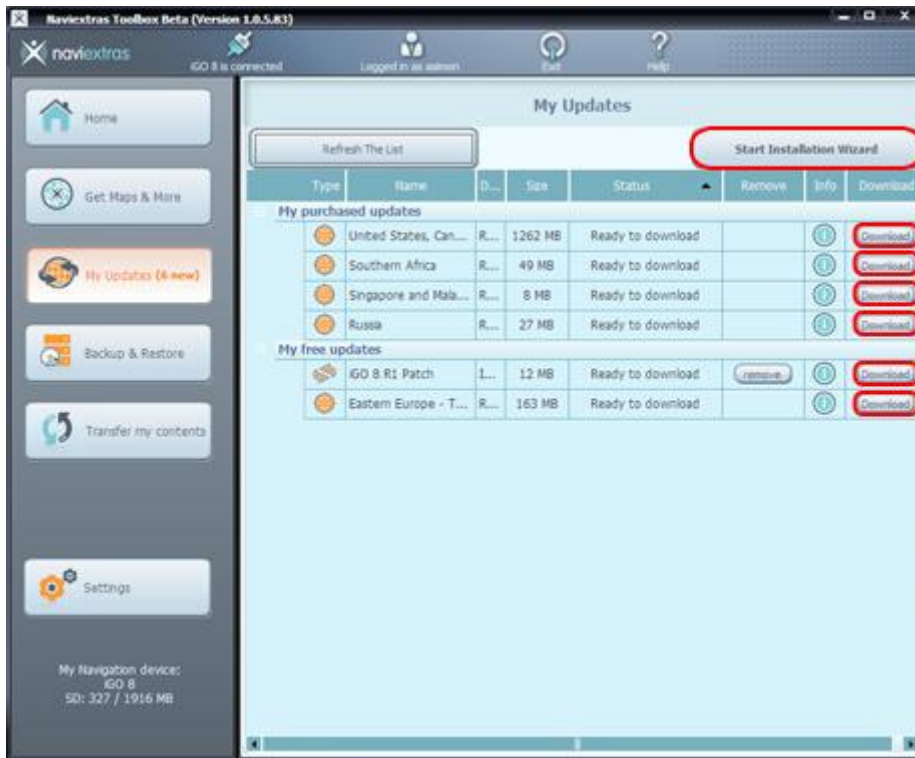 Naviextras Toolbox Beta (Version 1.0.5.83)
naviextras
iGO 8 is connected
Logged in as
Exit
Help
Home
Get Maps & More
My Updates (6 new)
Backup & Restore
Transfer my contents
Settings
My Navigation device:
iGO 8
SD: 327 / 1916 MB
My Updates
Refresh The List
Start Installation Wizard
Type Name D... Size Status Remove Info Download
My purchased updates
United States, Can... R... 1262 MB Ready to download Download
Southern Africa R... 49 MB Ready to download Download
Singapore and Mala... R... 8 MB Ready to download Download
Russia R... 27 MB Ready to download Download
My free updates
iGO 8 R1 Patch 1... 12 MB Ready to download remove Download
Eastern Europe - T... R... 163 MB Ready to download Download